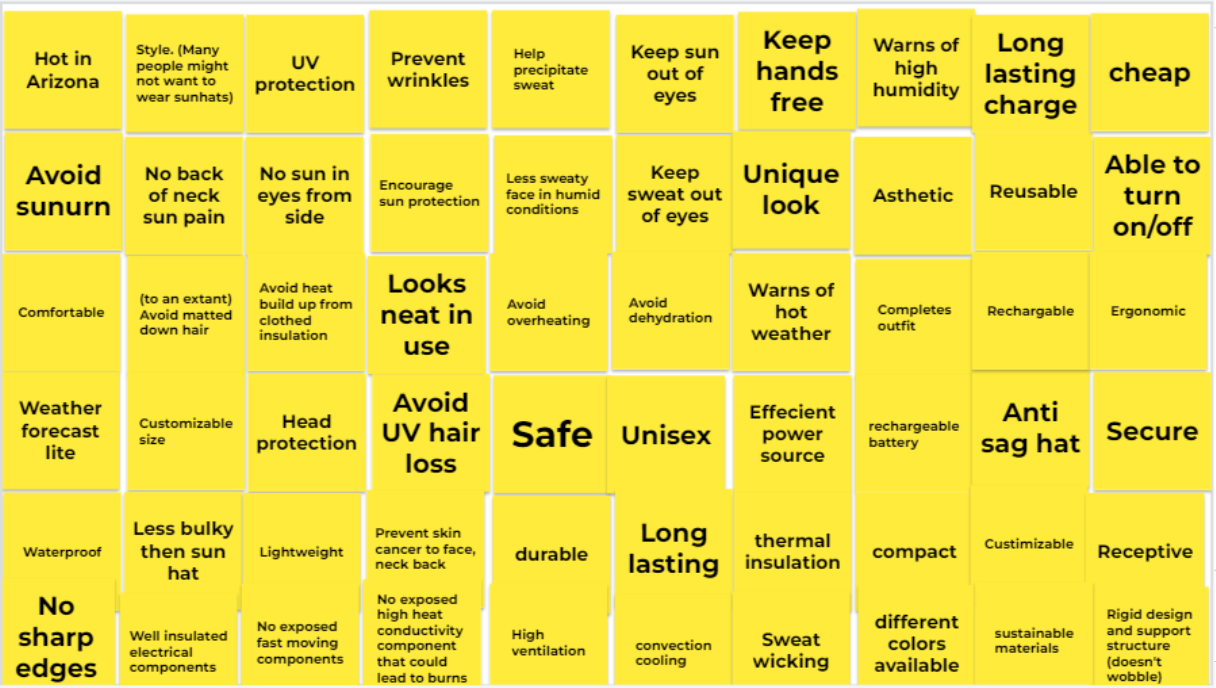 Hot in
Arizona
Style. (Many
people might
not want to
wear sunhats)
UV
protection
Prevent
wrinkles
Help
precipitate
sweat
Keep sun
out of
eyes
Keep
hands
free
Warns of
high
humidity
Long
lasting
charge
cheap
Avoid
sunurn
No back
of neck
sun pain
No sun in
eyes from
side
Encourage
sun protection
Less sweaty
face in humid
conditions
Keep
sweat out
of eyes
Unique
look
Asthetic
Reusable
Able to
turn
on/off
Comfortable
(to an extant)
Avoid matted
down hair
Avoid heat
build up from
clothed
insulation
Looks
neat in
use
Avoid
overheating
Avoid
dehydration
Warns of
hot
weather
Completes
outfit
Rechargable
Ergonomic
Weather
forecast
lite
Customizable
size
Head
protection
Avoid
UV hair
loss
Safe
Unisex
Effecient
power
source
rechargeable
battery
Anti
sag hat
Secure
Waterproof
Less bulky
then sun
hat
Lightweight
Prevent skin
cancer to face,
neck back
durable
Long
lasting
thermal
insulation
compact
Custimizable
Receptive
No
sharp
edges
Well insulated
electrical
components
No exposed
fast moving
components
No exposed
high heat
conductivity
component
that could
lead to burns
High
ventilation
convection
cooling
Sweat
wicking
different
colors
available
sustainable
materials
Rigid design
and support
structure
(doesn't
wobble)